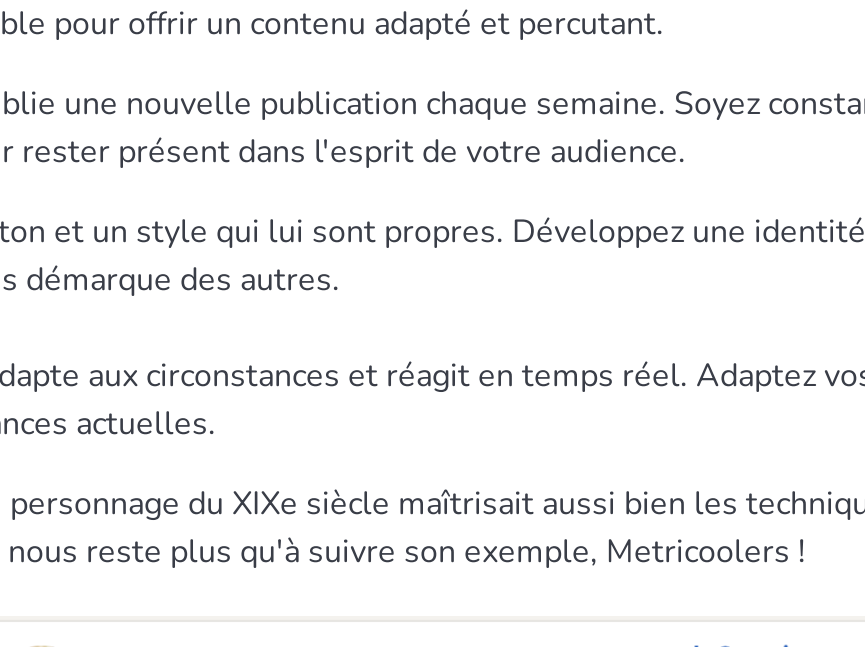 ble pour offrir un contenu adapté et percutant.
blie une nouvelle publication chaque semaine. Soyez consta
r rester présent dans l'esprit de votre audience.
ton et un style qui lui sont propres. Développez une identité
s démarque des autres.
dapte aux circonstances et réagit en temps réel. Adaptez vos
nces actuelles.
personnage du XIXe siècle maîtrisait aussi bien les techniqu
nous reste plus qu'à suivre son exemple, Metricoolers !